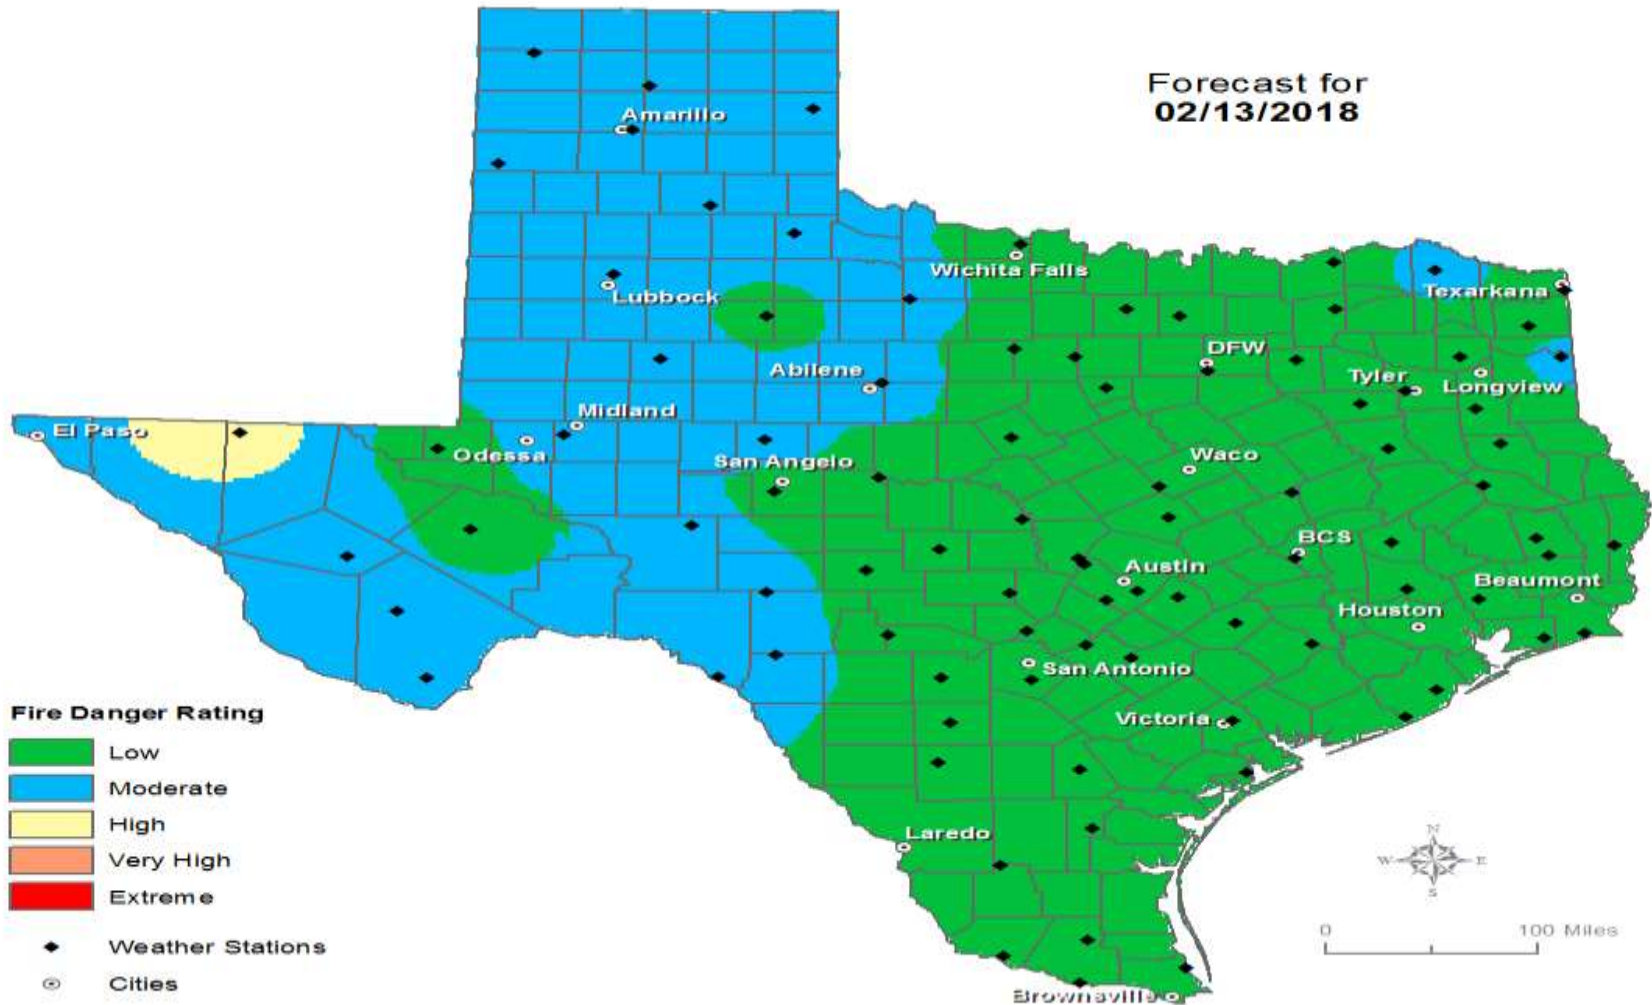 Forecast for
02/13/2018
Amarillo
Wichita Falls
Lubbock
Texarkana
DFW
Abilene
Tyler
Longview
Midland
El Paso
Odessa
San Angelo
Waco
BCS
Austin
Beaumont
Houston
San Antonio
Victoria
Laredo
Brownsville
Fire Danger Rating
Low
Moderate
High
Very High
Extreme
Weather Stations
Cities
N
W E
S
0 100 Miles